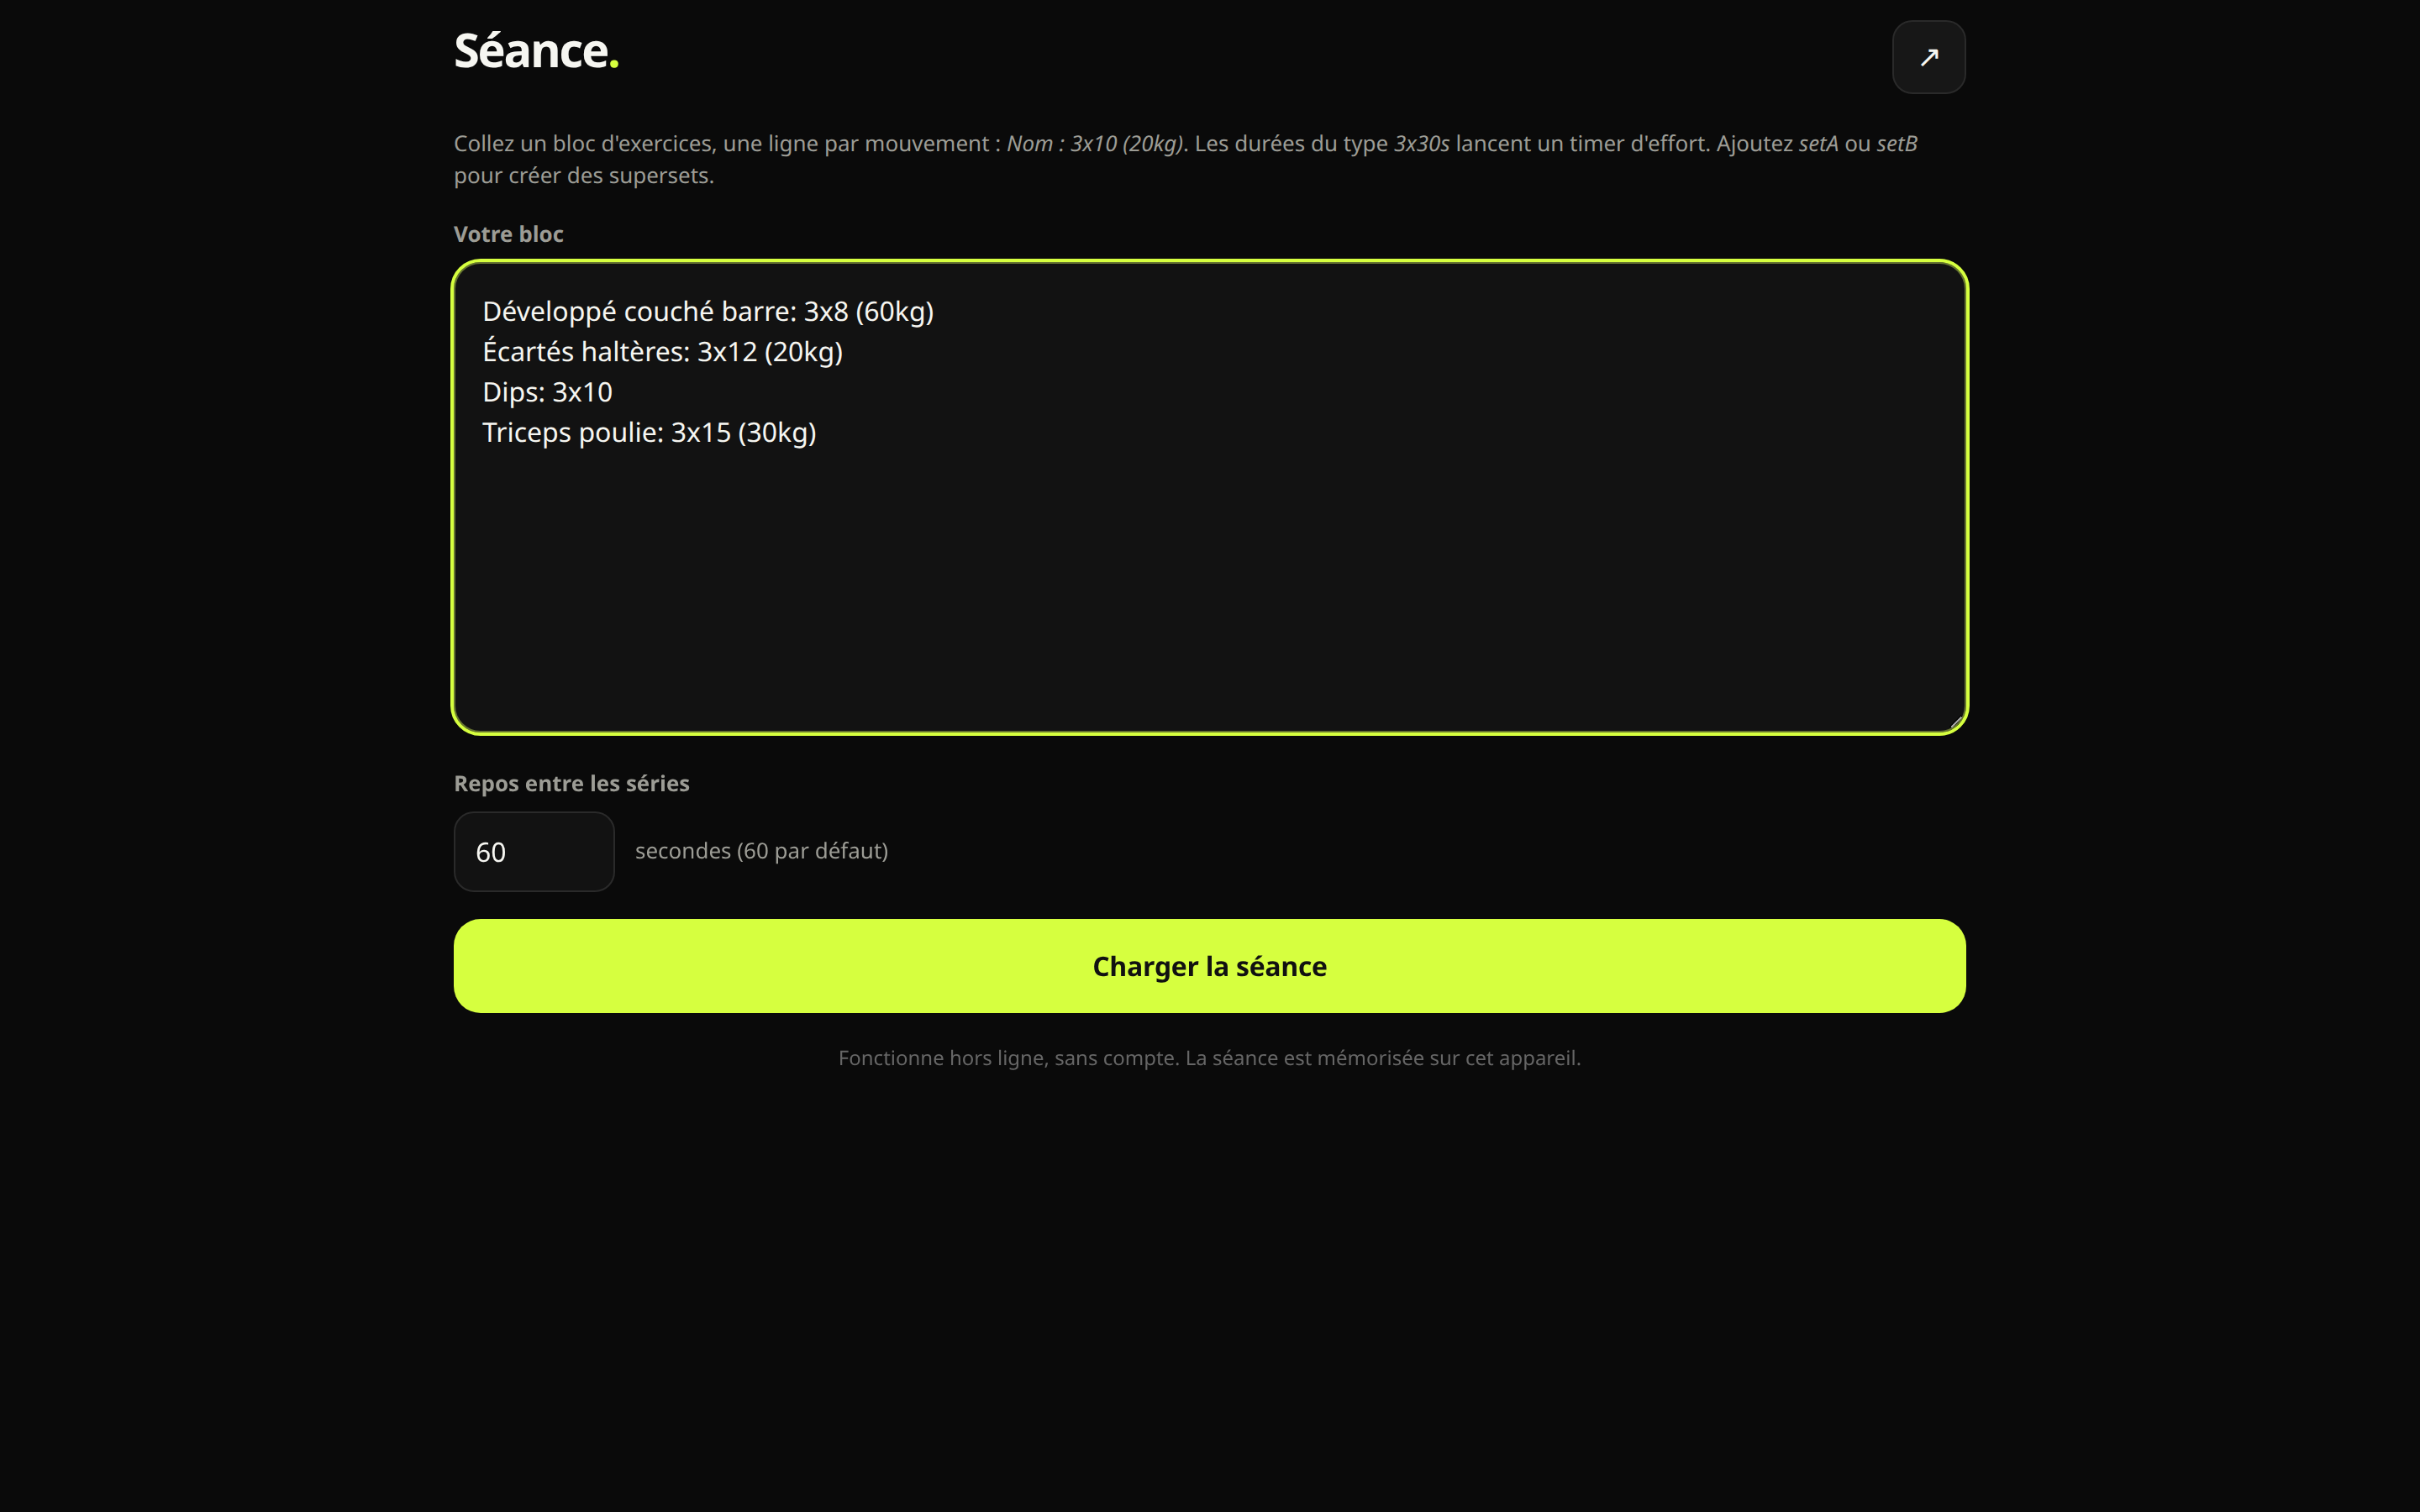 Séance.
Collez un bloc d'exercices, une ligne par mouvement : Nom : 3x10 (20kg). Les durées du type 3x30s lancent un timer d'effort. Ajoutez setA ou setB
pour créer des supersets.
Votre bloc
Développé couché barre: 3x8 (60kg)
Écartés haltères: 3x12 (20kg)
Dips: 3x10
Triceps poulie: 3x15 (30kg)
Repos entre les séries
60 secondes (60 par défaut)
Charger la séance
Fonctionne hors ligne, sans compte. La séance est mémorisée sur cet appareil.